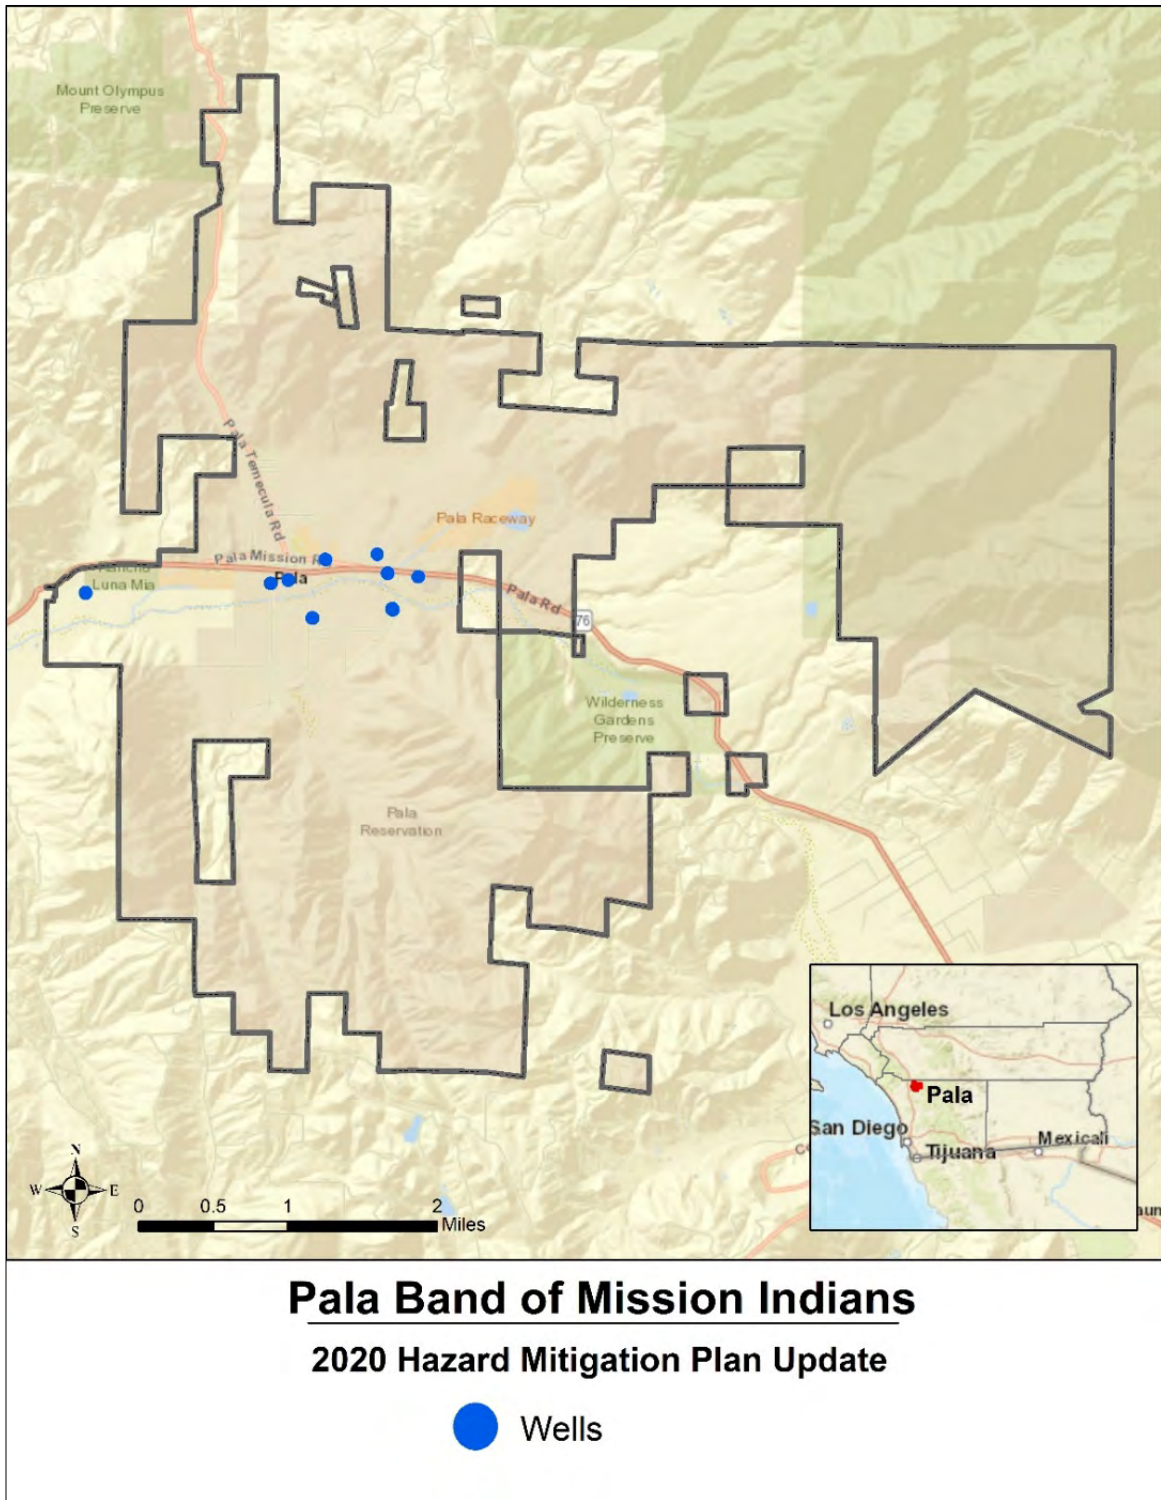 Mount Olympus
Preserve
Pala Temecula Rd
Pala Raceway
Pala Mission R
Pala
Rancho
Luna Mia
Pala Rd
76
Wilderness
Gardens
Preserve
Pala
Reservation
Los Angeles
Pala
San Diego
Tijuana
Mexicali
N
W
E
S
0
0.5
1
2
Miles
Pala Band of Mission Indians
2020 Hazard Mitigation Plan Update
Wells